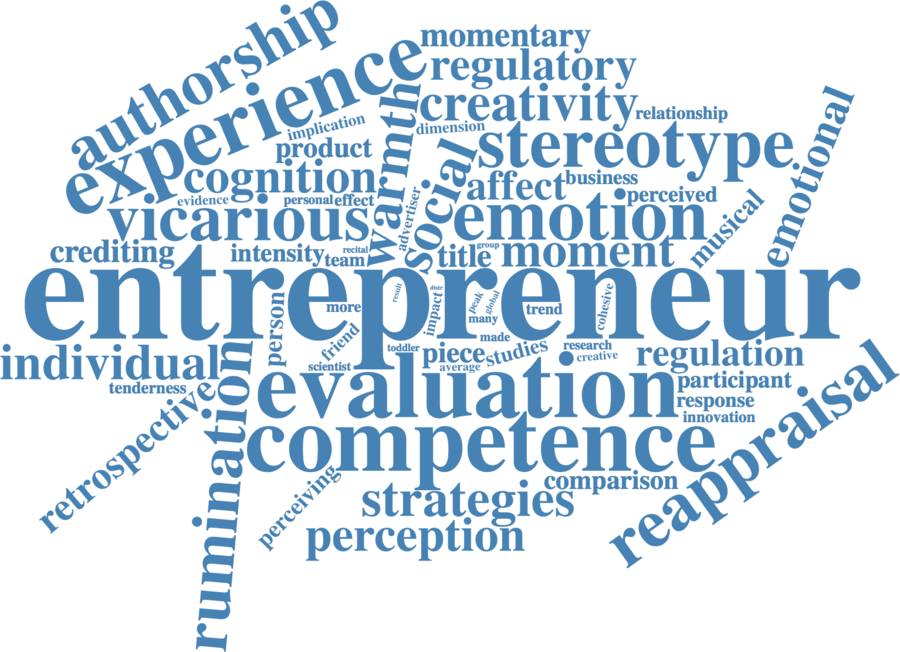 authorship
momentary
experience
regulatory
creativity
emotional
relationship
implication
dimension
warmth
stereotype
product
social
cognition
affect
business
evidence
personal
effect
advertiser
perceived
vicarious
emotion
musical
crediting
intensity
team
recital
title
group
moment
entrepreneur
person
more
result
distr
impact
peak
global
many
trend
cohesive
friend
made
individual
toddler
piece
studies
research
creative
regulation
scientist
average
tenderness
evaluation
participant
response
innovation
retrospective
rumination
competence
reappraisal
perceiving
comparison
strategies
perception